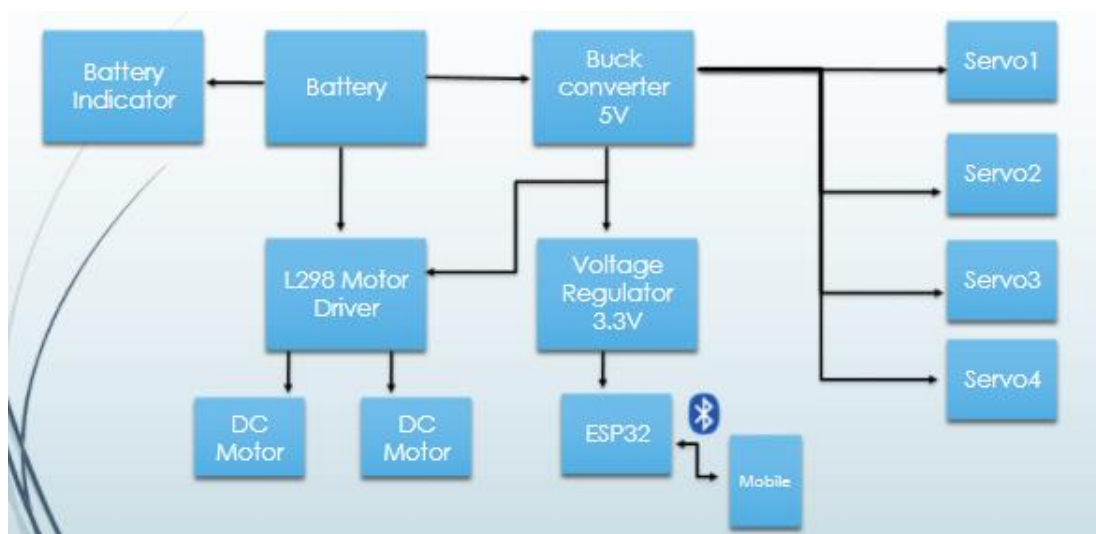 Battery
Indicator
Battery
Buck
converter
5V
Servo1
Servo2
L298 Motor
Driver
Voltage
Regulator
3.3V
Servo3
Servo4
DC
Motor
DC
Motor
ESP32
Mobile